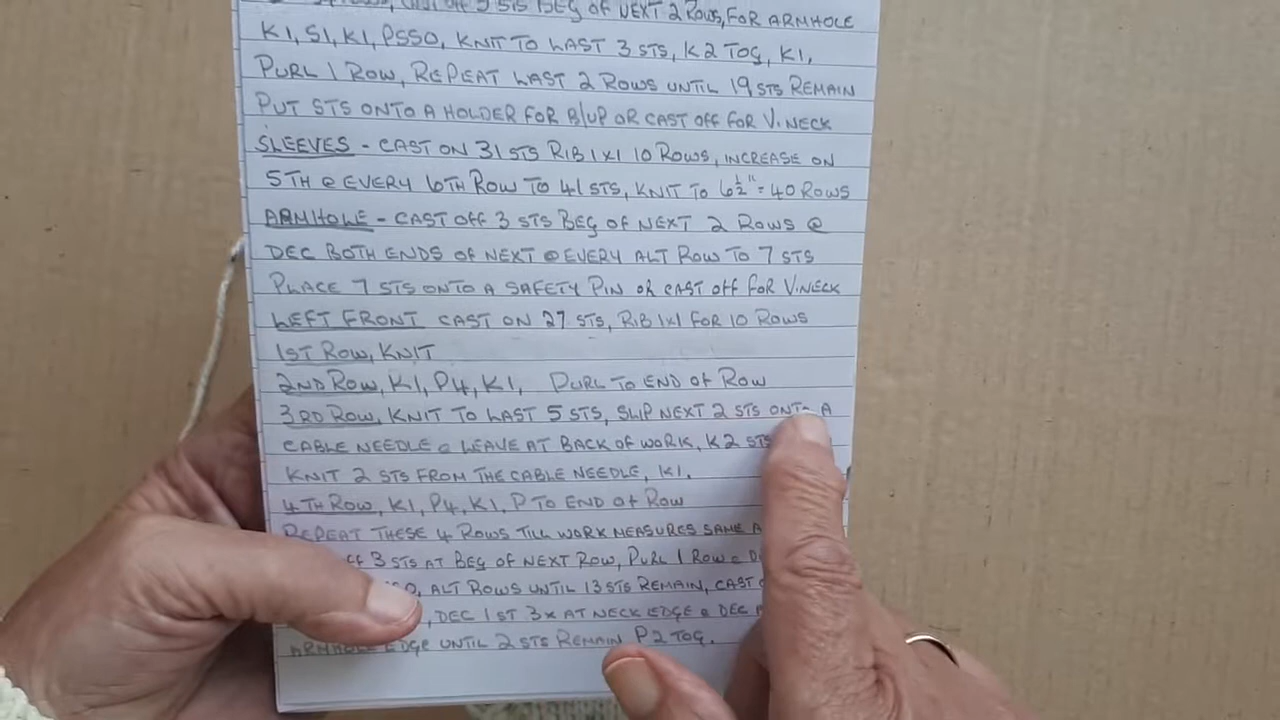 CAST OFF 3 STS BEG OF NEXT 2 ROWS, FOR ARMHOLE
K1, S1, K1, PSSO, KNIT TO LAST 3 STS, K2 TOG, K1,
PURL 1 ROW, REPEAT LAST 2 ROWS UNTIL 19 STS REMAIN
PUT STS ONTO A HOLDER FOR B/UP OR CAST OFF FOR V.NECK
SLEEVES - CAST ON 31 STS RIB 1X1 10 ROWS, INCREASE ON
5TH @ EVERY 6TH ROW TO 41 STS, KNIT TO 6½" = 40 ROWS
ARMHOLE - CAST OFF 3 STS BEG OF NEXT 2 ROWS @
DEC BOTH ENDS OF NEXT @ EVERY ALT ROW TO 7 STS
PLACE 7 STS ONTO A SAFETY PIN OR CAST OFF FOR V.NECK
LEFT FRONT CAST ON 27 STS, RIB 1X1 FOR 10 ROWS
1ST ROW, KNIT
2ND ROW, K1, P4, K1, PURL TO END OF ROW
3RD ROW, KNIT TO LAST 5 STS, SLIP NEXT 2 STS ONTO A
CABLE NEEDLE @ LEAVE AT BACK OF WORK, K2 STS
KNIT 2 STS FROM THE CABLE NEEDLE, K1.
4TH ROW, K1, P4, K1, P TO END OF ROW
REPEAT THESE 4 ROWS TILL WORK MEASURES SAME
3 STS AT BEG OF NEXT ROW, PURL 1 ROW @
ALT ROWS UNTIL 13 STS REMAIN, CAST
, DEC 1 ST 3X AT NECK EDGE @ DEC
ARMHOLE EDGE UNTIL 2 STS REMAIN P2 TOG.